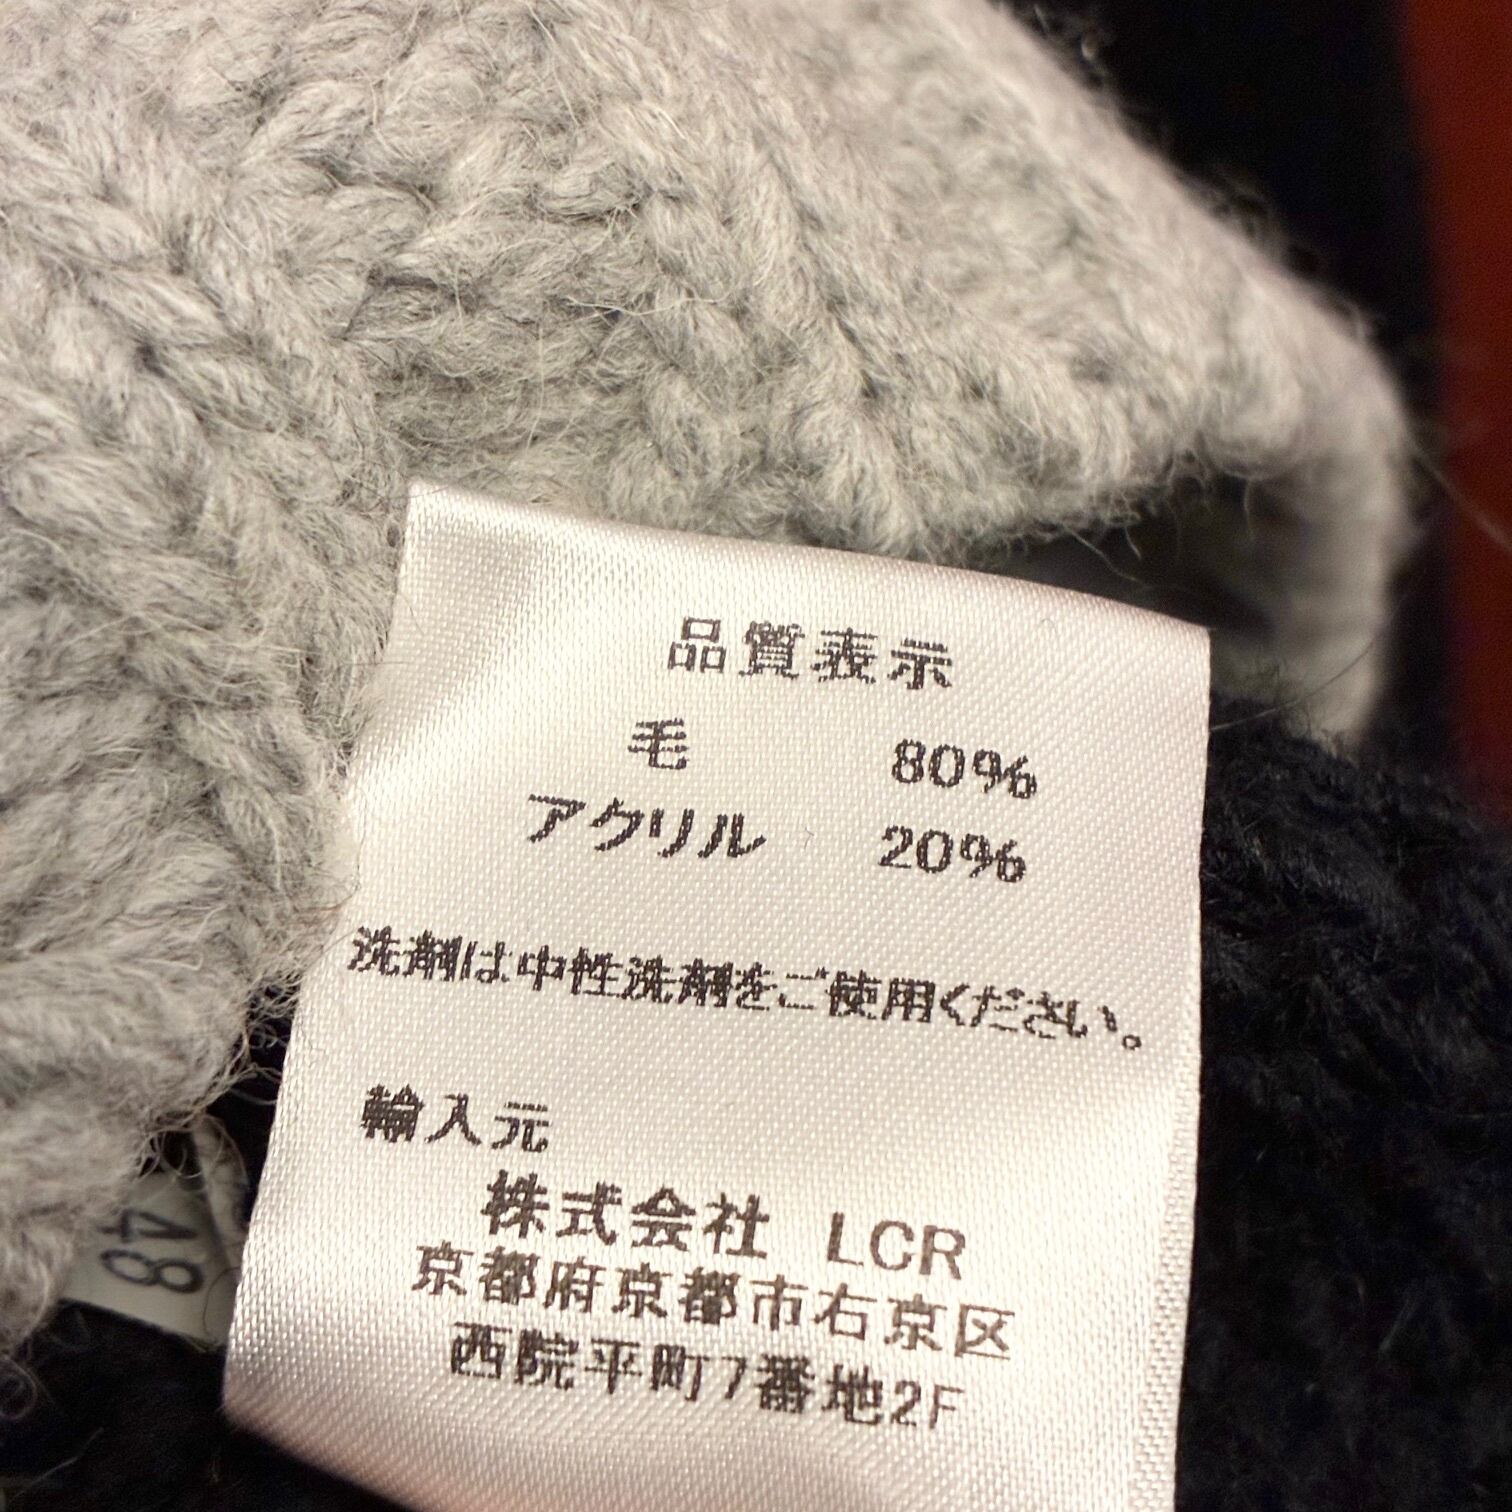 品質表示
毛 80%
アクリル 20%
洗剤は中性洗剤をご使用ください。
輸入元
株式会社 LCR
京都府京都市右京区
西院平町7番地2F
48